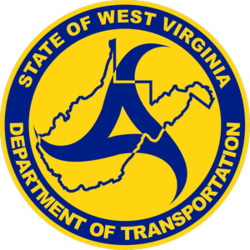 STATE OF WEST VIRGINIA
DEPARTMENT OF TRANSPORTATION